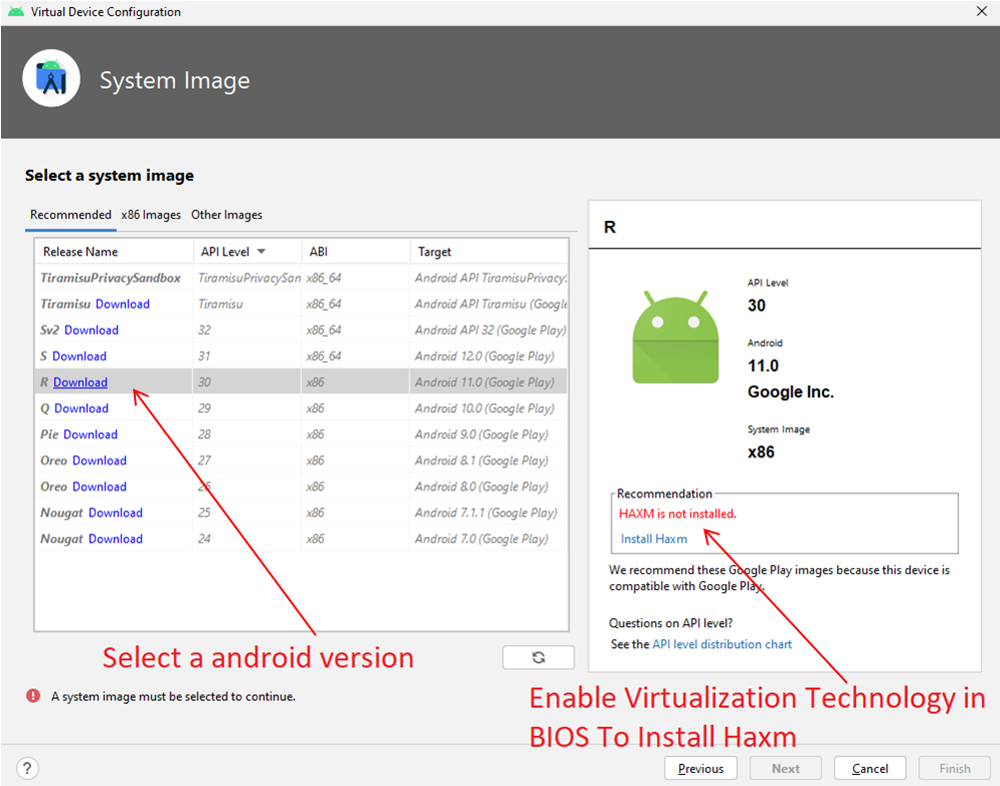 Virtual Device Configuration
System Image
Select a system image
Recommended x86 Images Other Images
Release Name API Level ABI Target
TiramisuPrivacySandbox TiramisuPrivacySan x86_64 Android API TiramisuPrivacyS
Tiramisu Download Tiramisu x86_64 Android API Tiramisu (Google
Sv2 Download 32 x86_64 Android API 32 (Google Play)
S Download 31 x86_64 Android 12.0 (Google Play)
R Download 30 x86 Android 11.0 (Google Play)
Q Download 29 x86 Android 10.0 (Google Play)
Pie Download 28 x86 Android 9.0 (Google Play)
Oreo Download 27 x86 Android 8.1 (Google Play)
Oreo Download 26 x86 Android 8.0 (Google Play)
Nougat Download 25 x86 Android 7.1.1 (Google Play)
Nougat Download 24 x86 Android 7.0 (Google Play)
Select a android version
A system image must be selected to continue.
R
API Level
30
Android
11.0
Google Inc.
System Image
x86
Recommendation
HAXM is not installed.
Install Haxm
We recommend these Google Play images because this device is
compatible with Google Play.
Questions on API level?
See the API level distribution chart
Enable Virtualization Technology in
BIOS To Install Haxm
? Previous Next Cancel Finish